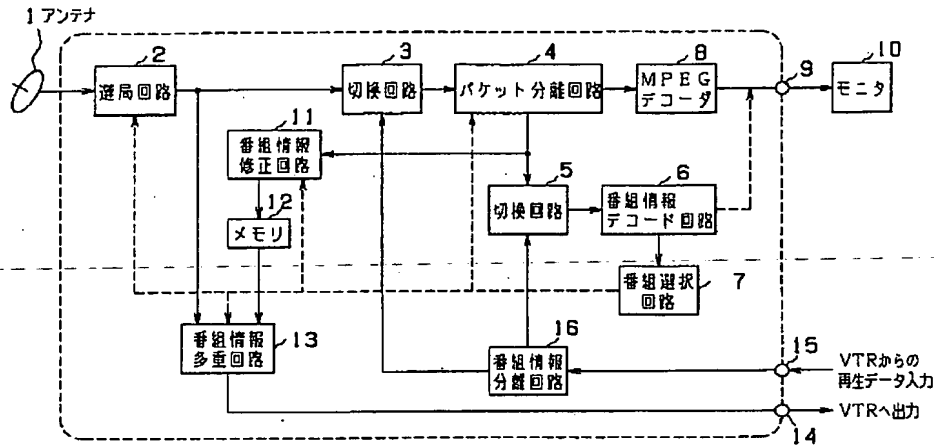 1 アンテナ
2
選局回路
3
切換回路
4
パケット分離回路
8
MPEG
デコーダ
9
10
モニタ
11
番組情報
修正回路
12
メモリ
5
切換回路
6
番組情報
デコード回路
番組選択
回路
7
番組情報
多重回路
13
16
番組情報
分離回路
15
VTRからの
再生データ入力
VTRへ出力
14